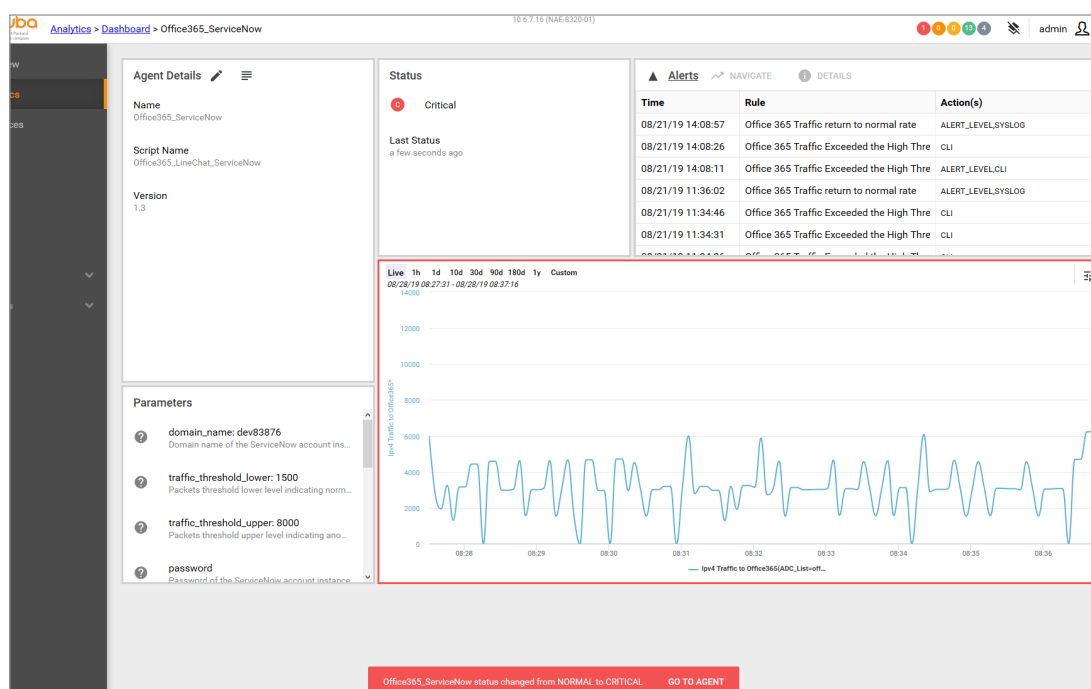 10.6.7.16 (NAE-8320-01)
Analytics > Dashboard > Office365_ServiceNow
1 0 0 13 4
admin
Agent Details
Name
Office365_ServiceNow
Script Name
Office365_LineChat_ServiceNow
Version
1.3
Status
C Critical
Last Status
a few seconds ago
Alerts NAVIGATE DETAILS
Time Rule Action(s)
08/21/19 14:08:57 Office 365 Traffic return to normal rate ALERT_LEVEL,SYSLOG
08/21/19 14:08:26 Office 365 Traffic Exceeded the High Thre CLI
08/21/19 14:08:11 Office 365 Traffic Exceeded the High Thre ALERT_LEVEL,CLI
08/21/19 11:36:02 Office 365 Traffic return to normal rate ALERT_LEVEL,SYSLOG
08/21/19 11:34:46 Office 365 Traffic Exceeded the High Thre CLI
08/21/19 11:34:31 Office 365 Traffic Exceeded the High Thre CLI
Live 1h 1d 10d 30d 90d 180d 1y Custom
08/28/19 08:27:31 - 08/28/19 08:37:16
14000
12000
10000
8000
6000
4000
2000
0
Ipv4 Traffic to Office365*
08:28 08:29 08:30 08:31 08:32 08:33 08:34 08:35 08:36
Ipv4 Traffic to Office365(ADC_List=off...
Parameters
domain_name: dev83876
Domain name of the ServiceNow account ins...
traffic_threshold_lower: 1500
Packets threshold lower level indicating norm...
traffic_threshold_upper: 8000
Packets threshold upper level indicating ano...
password
Password of the ServiceNow account instance
Office365_ServiceNow status changed from NORMAL to CRITICAL GO TO AGENT